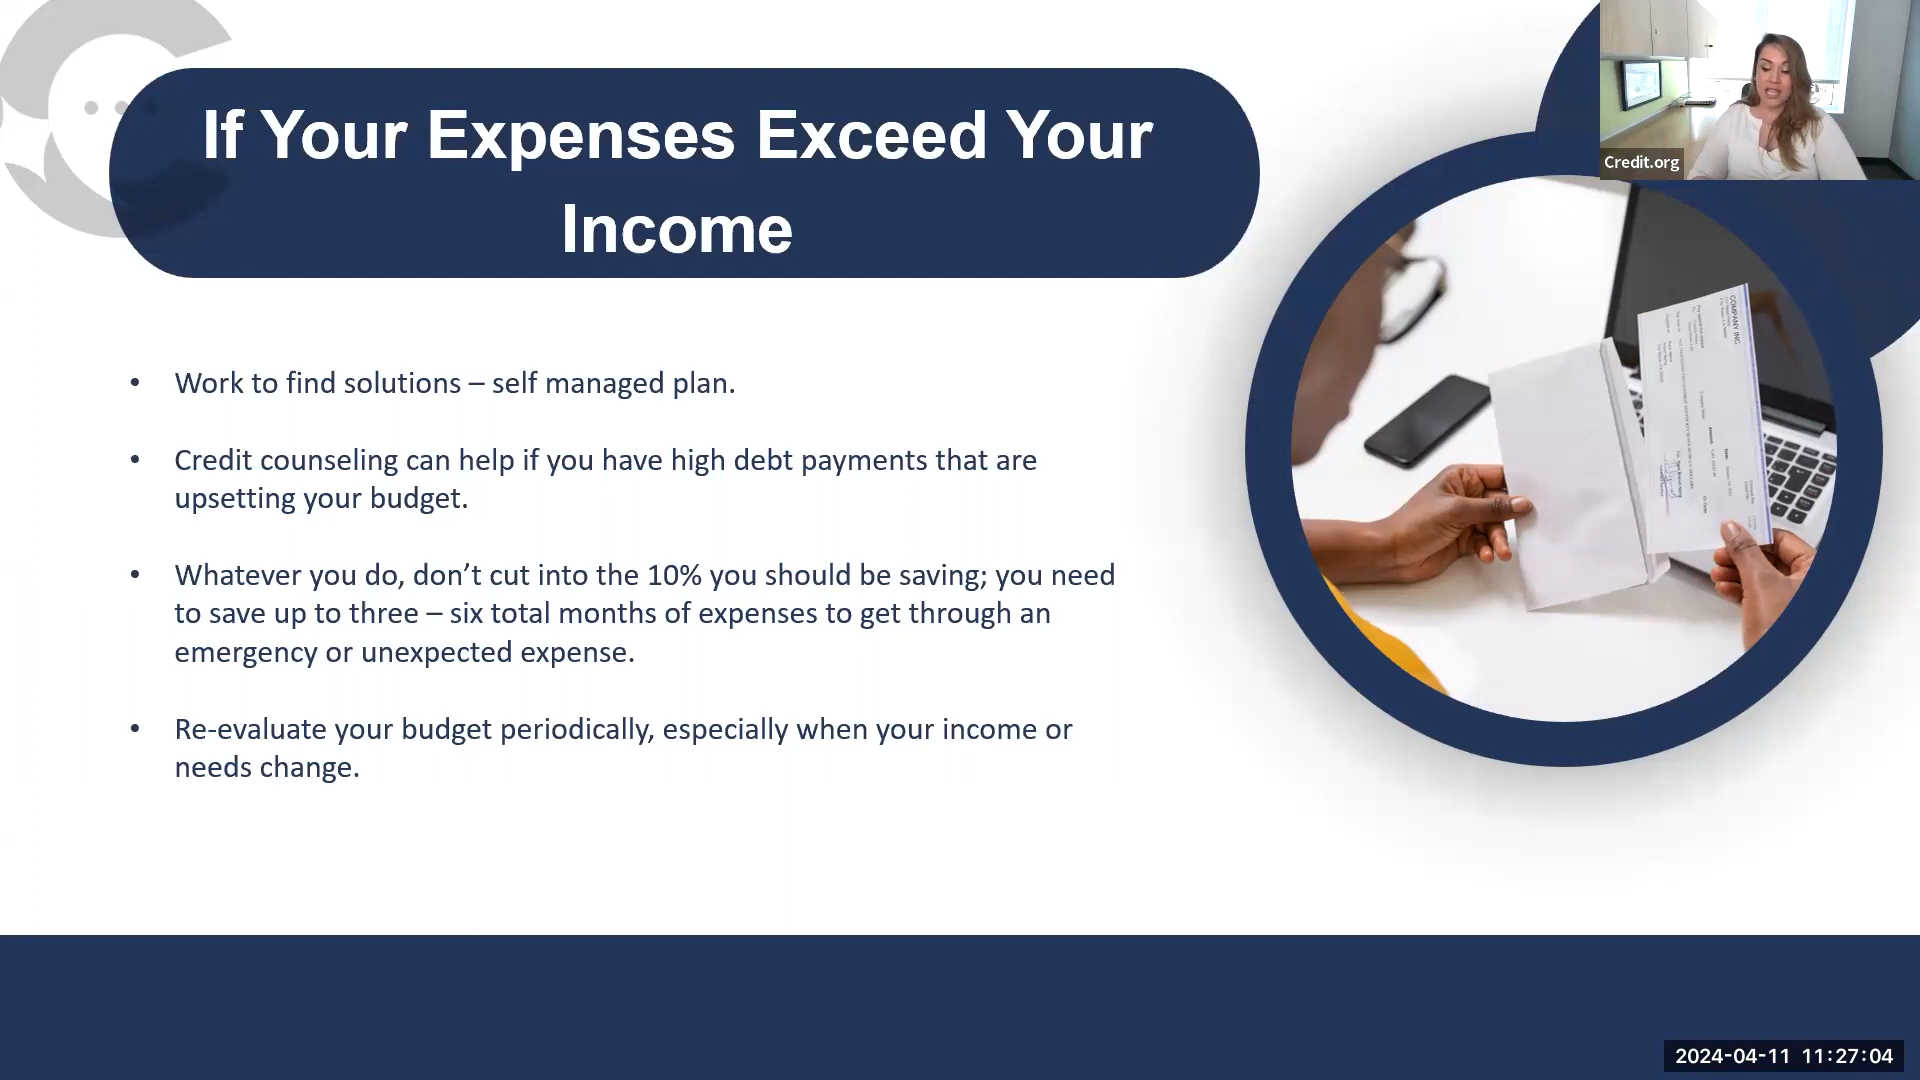 If Your Expenses Exceed Your
Income
Credit.org
• Work to find solutions – self managed plan.
• Credit counseling can help if you have high debt payments that are
upsetting your budget.
• Whatever you do, don’t cut into the 10% you should be saving; you need
to save up to three – six total months of expenses to get through an
emergency or unexpected expense.
• Re-evaluate your budget periodically, especially when your income or
needs change.
COMPANY INC.
2024-04-11 11:27:04